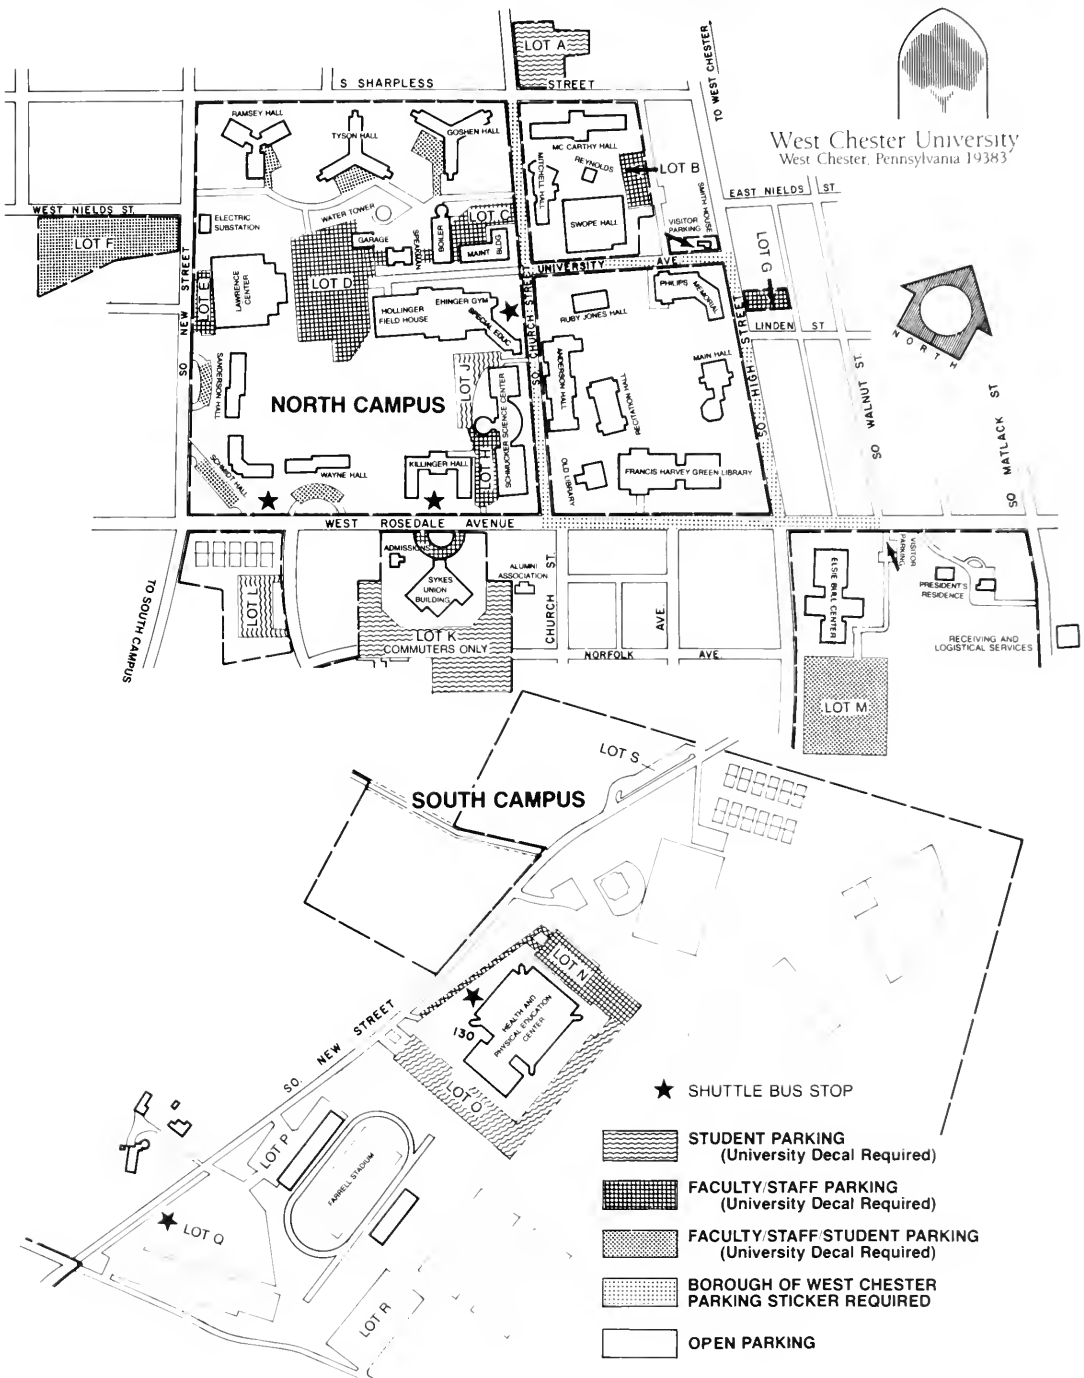 LOT A
S SHARPLESS STREET
TO WEST CHESTER
West Chester University
West Chester, Pennsylvania 19383
RAMSEY HALL
TYSON HALL
GOSHEN HALL
MC CARTHY HALL
MITCHELL HALL
REYNOLDS
LOT B
SWOPE HALL
SMITH HOUSE
VISITOR
PARKING
EAST NIELDS ST.
WEST NIELDS ST.
LOT F
ELECTRIC
SUBSTATION
WATER TOWER
LOT C
GARAGE
SPEAKMAN
BOILER
MAINT BLDG
LOT D
LOT E
LAWRENCE
CENTER
SO NEW STREET
UNIVERSITY AVE
LOT G
LINDEN ST
PHILIPS MEMORIAL
RUBY JONES HALL
EHINGER GYM
HOLLINGER
FIELD HOUSE
SPECIAL EDUC.
SO. CHURCH STREET
SO. HIGH STREET
SO WALNUT ST.
SO MATLACK ST
NORTH
MAIN HALL
ANDERSON HALL
RECITATION HALL
LOT J
SCHMUCKER SCIENCE CENTER
SANDERSON HALL
NORTH CAMPUS
SCHMIDT HALL
WAYNE HALL
KILLINGER HALL
LOT H
OLD LIBRARY
FRANCIS HARVEY GREEN LIBRARY
WEST ROSEDALE AVENUE
ADMISSIONS
SYKES
UNION
BUILDING
ALUMNI
ASSOCIATION
CHURCH ST.
AVE.
NORFOLK AVE.
LOT L
LOT K
COMMUTERS ONLY
TO SOUTH CAMPUS
ELSIE BULL CENTER
VISITOR
PARKING
PRESIDENT'S
RESIDENCE
RECEIVING AND
LOGISTICAL SERVICES
LOT M
LOT S
SOUTH CAMPUS
LOT N
HEALTH AND
PHYSICAL EDUCATION
CENTER
130
LOT O
SO. NEW STREET
LOT P
FARRELL STADIUM
LOT Q
LOT R
SHUTTLE BUS STOP
STUDENT PARKING
(University Decal Required)
FACULTY/STAFF PARKING
(University Decal Required)
FACULTY/STAFF/STUDENT PARKING
(University Decal Required)
BOROUGH OF WEST CHESTER
PARKING STICKER REQUIRED
OPEN PARKING